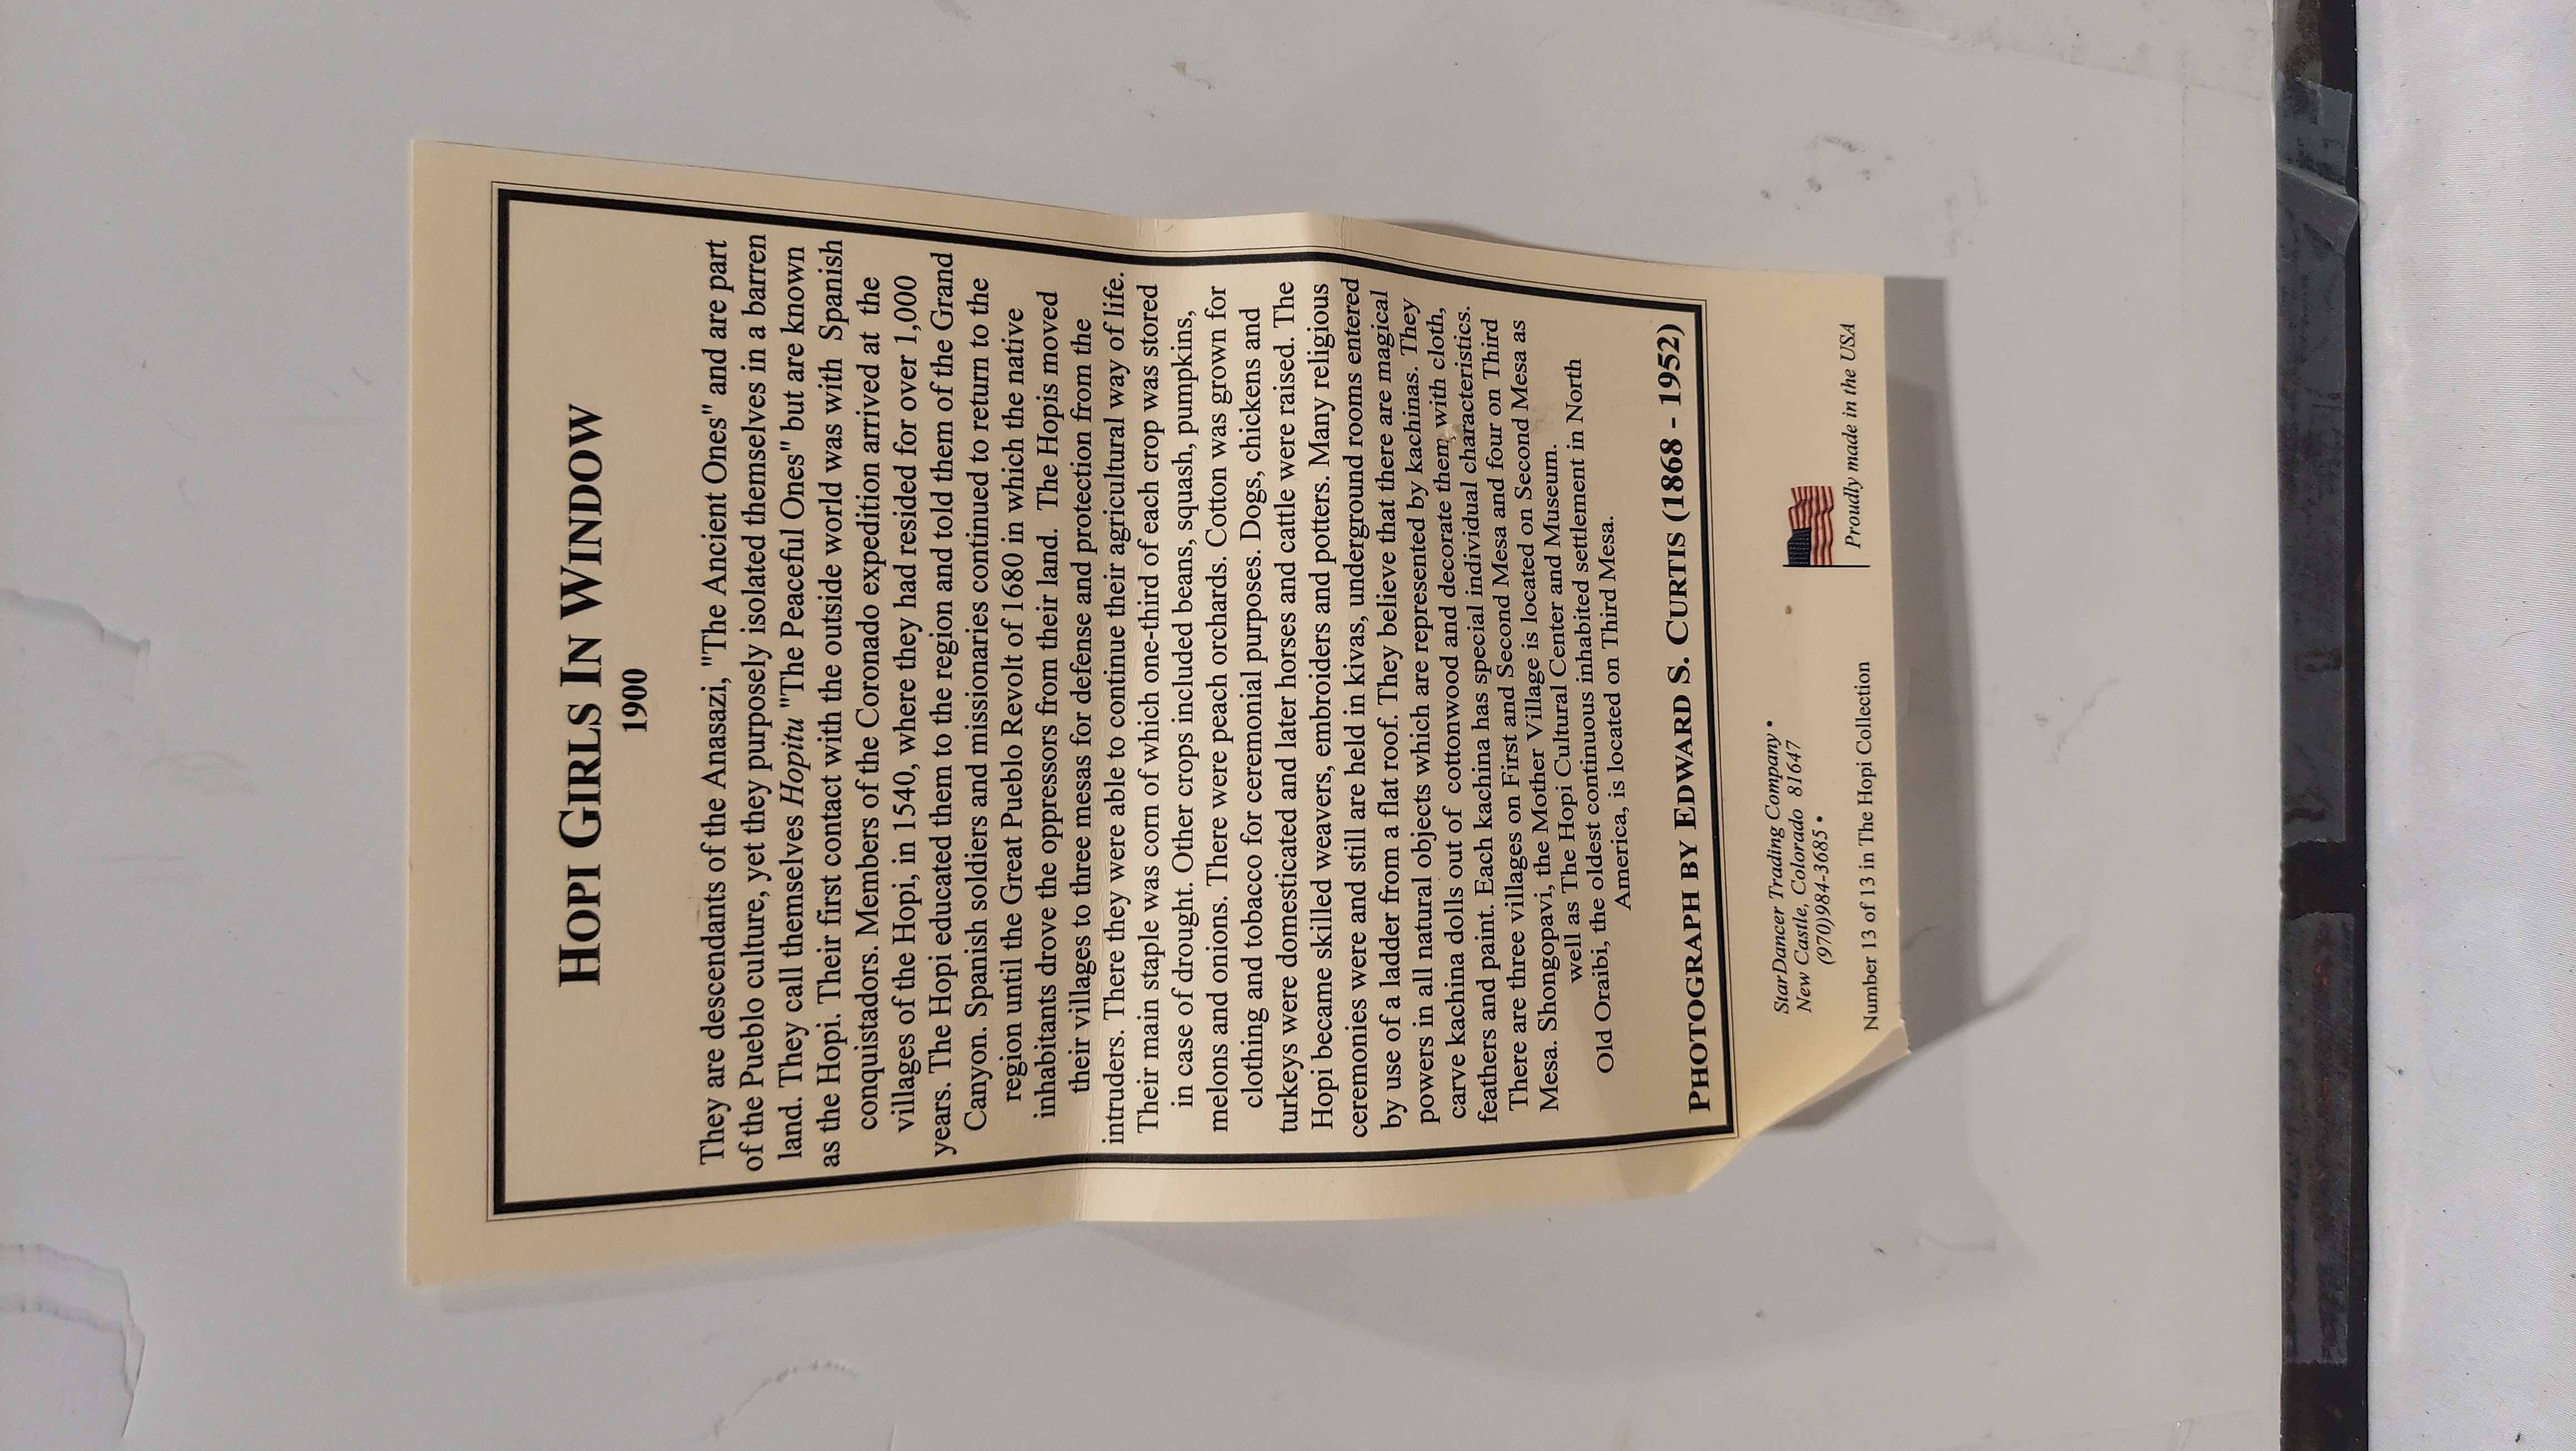 HOPI GIRLS IN WINDOW
1900
They are descendants of the Anasazi, "The Ancient Ones" and are part
of the Pueblo culture, yet they purposely isolated themselves in a barren
land. They call themselves Hopitu "The Peaceful Ones" but are known
as the Hopi. Their first contact with the outside world was with Spanish
conquistadors. Members of the Coronado expedition arrived at the
villages of the Hopi, in 1540, where they had resided for over 1,000
years. The Hopi educated them to the region and told them of the Grand
Canyon. Spanish soldiers and missionaries continued to return to the
region until the Great Pueblo Revolt of 1680 in which the native
inhabitants drove the oppressors from their land. The Hopis moved
their villages to three mesas for defense and protection from the
intruders. There they were able to continue their agricultural way of life.
Their main staple was corn of which one-third of each crop was stored
in case of drought. Other crops included beans, squash, pumpkins,
melons and onions. There were peach orchards. Cotton was grown for
clothing and tobacco for ceremonial purposes. Dogs, chickens and
turkeys were domesticated and later horses and cattle were raised. The
Hopi became skilled weavers, embroiders and potters. Many religious
ceremonies were and still are held in kivas, underground rooms entered
by use of a ladder from a flat roof. They believe that there are magical
powers in all natural objects which are represented by kachinas. They
carve kachina dolls out of cottonwood and decorate them with cloth,
feathers and paint. Each kachina has special individual characteristics.
There are three villages on First and Second Mesa and four on Third
Mesa. Shongopavi, the Mother Village is located on Second Mesa as
well as The Hopi Cultural Center and Museum.
Old Oraibi, the oldest continuous inhabited settlement in North
America, is located on Third Mesa.
PHOTOGRAPH BY EDWARD S. CURTIS (1868 - 1952)
StarDancer Trading Company •
New Castle, Colorado 81647
(970)984-3685 •
Number 13 of 13 in The Hopi Collection
Proudly made in the USA